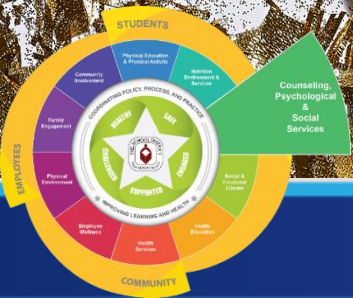 STUDENTS
Physical Education
& Physical Activity
Nutrition
Environment &
Services
Counseling,
Psychological
& Social
Services
Social &
Emotional
Climate
Health
Education
Health
Services
Employee
Wellness
Physical
Environment
Family
Engagement
Community
Involvement
EMPLOYEES
COMMUNITY
COORDINATING POLICY, PROCESS, AND PRACTICE
IMPROVING LEARNING AND HEALTH
HEALTHY
SAFE
ENGAGED
SUPPORTED
CHALLENGED